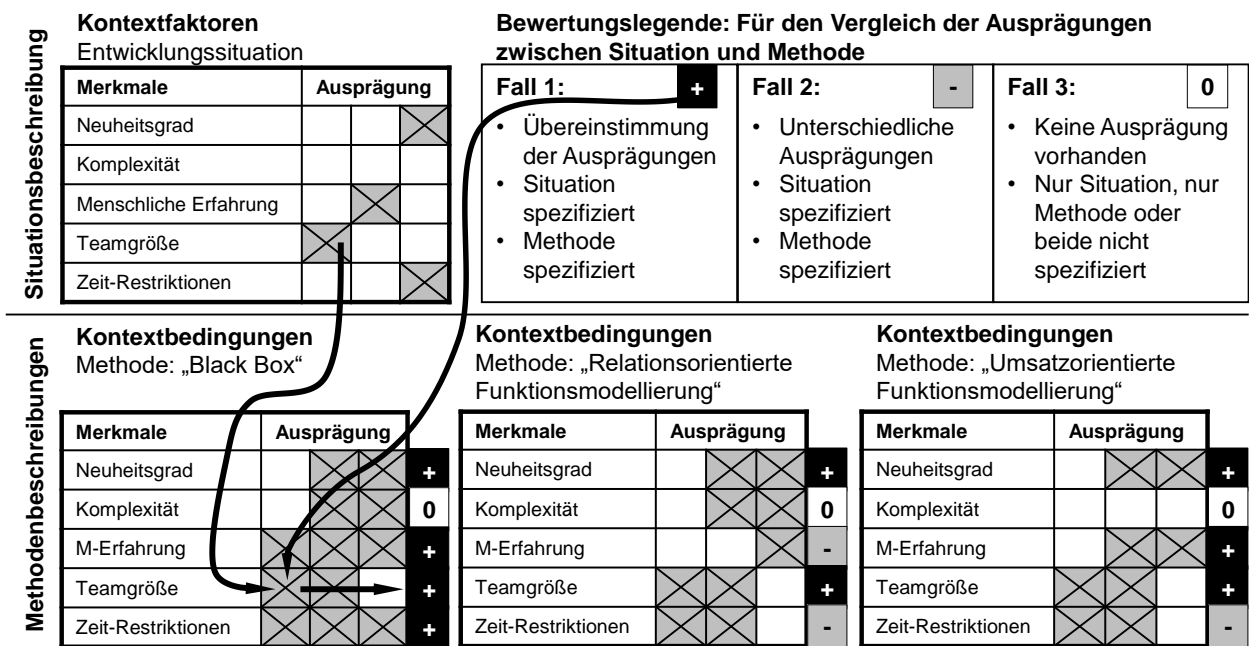 Situationsbeschreibung
Kontextfaktoren
Entwicklungssituation
Merkmale Ausprägung
Neuheitsgrad
Komplexität
Menschliche Erfahrung
Teamgröße
Zeit-Restriktionen
Bewertungslegende: Für den Vergleich der Ausprägungen
zwischen Situation und Methode
Fall 1: +
• Übereinstimmung
der Ausprägungen
• Situation
spezifiziert
• Methode
spezifiziert
Fall 2: -
• Unterschiedliche
Ausprägungen
• Situation
spezifiziert
• Methode
spezifiziert
Fall 3: 0
• Keine Ausprägung
vorhanden
• Nur Situation, nur
Methode oder
beide nicht
spezifiziert
Methodenbeschreibungen
Kontextbedingungen
Methode: „Black Box“
Merkmale Ausprägung
Neuheitsgrad +
Komplexität 0
M-Erfahrung +
Teamgröße +
Zeit-Restriktionen +
Kontextbedingungen
Methode: „Relationsorientierte
Funktionsmodellierung“
Merkmale Ausprägung
Neuheitsgrad +
Komplexität 0
M-Erfahrung -
Teamgröße +
Zeit-Restriktionen -
Kontextbedingungen
Methode: „Umsatzorientierte
Funktionsmodellierung“
Merkmale Ausprägung
Neuheitsgrad +
Komplexität 0
M-Erfahrung +
Teamgröße +
Zeit-Restriktionen -